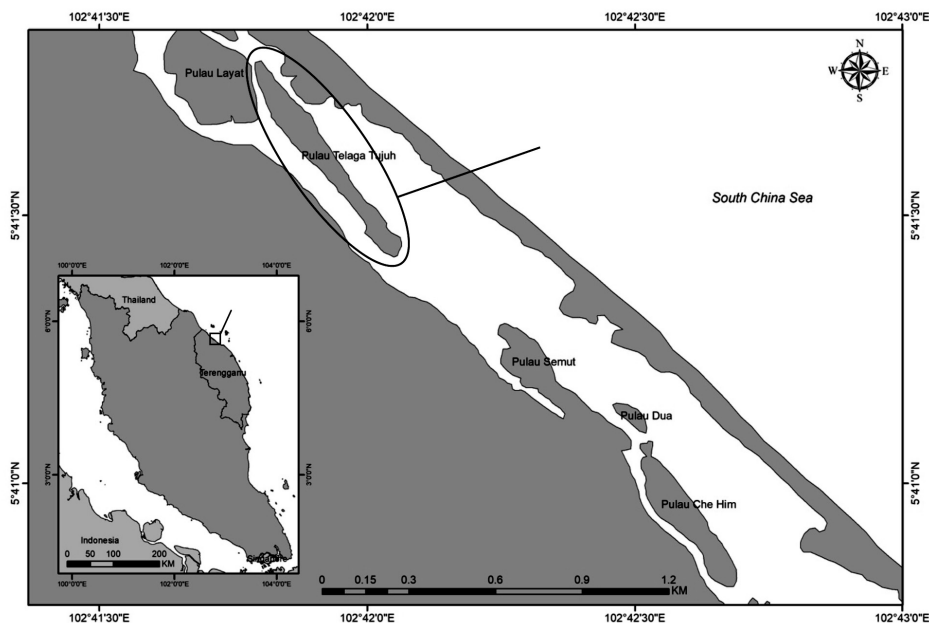 102°41'30"E 102°42'0"E 102°42'30"E 102°43'0"E
Pulau Layat
N
W E
S
Pulau Telaga Tujuh
South China Sea
5°41'30"N 5°41'30"N
100°0'0"E 102°0'0"E 104°0'0"E
Thailand
6°0'0"N 6°0'0"N
Terengganu
Pulau Semut
Pulau Dua
3°0'0"N 3°0'0"N
5°41'0"N 5°41'0"N
Pulau Che Him
Indonesia
Singapore
0 50 100 200
KM
100°0'0"E 102°0'0"E 104°0'0"E
0 0.15 0.3 0.6 0.9 1.2
KM
102°41'30"E 102°42'0"E 102°42'30"E 102°43'0"E